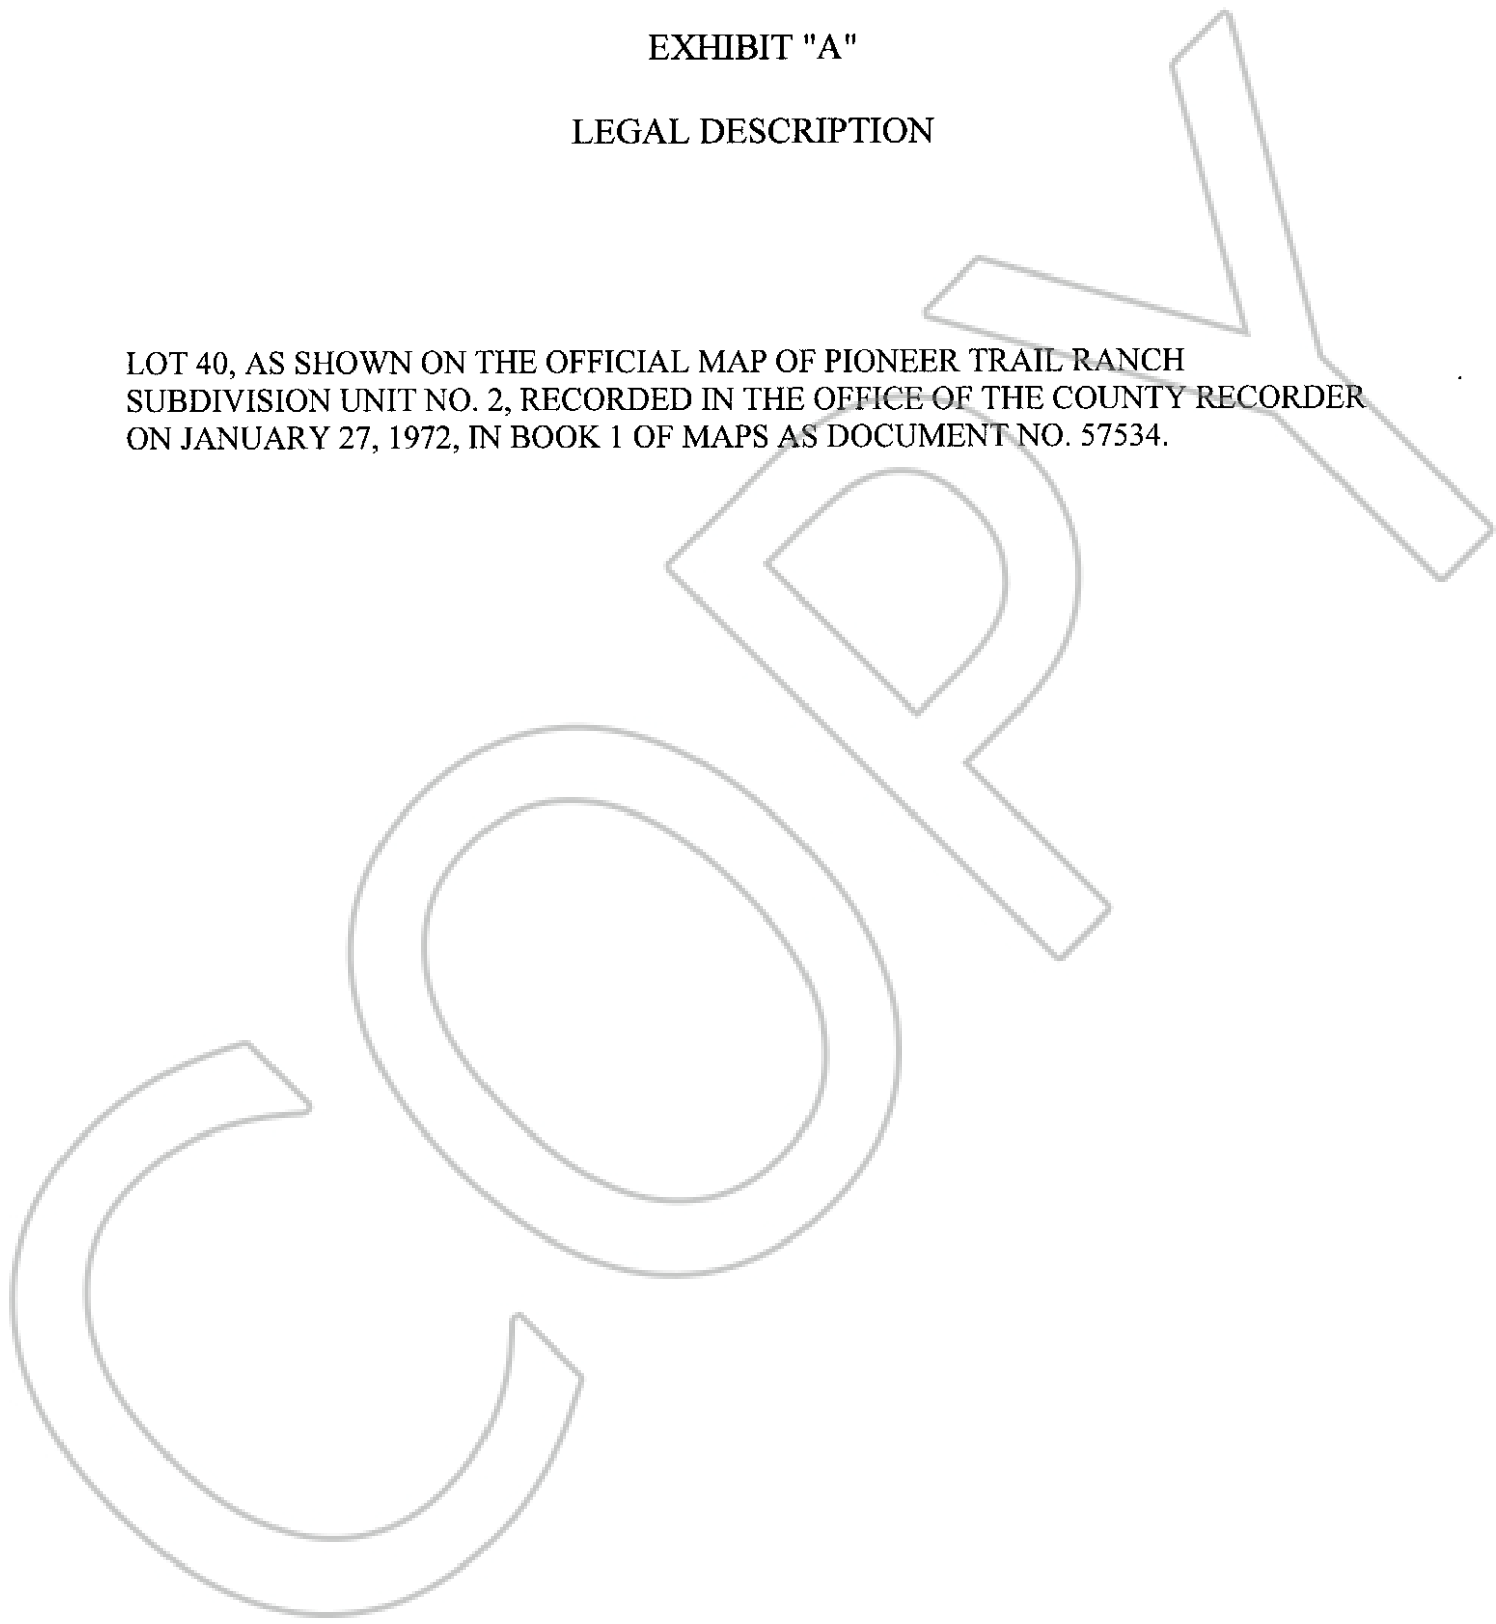 EXHIBIT "A"
LEGAL DESCRIPTION
LOT 40, AS SHOWN ON THE OFFICIAL MAP OF PIONEER TRAIL RANCH
SUBDIVISION UNIT NO. 2, RECORDED IN THE OFFICE OF THE COUNTY RECORDER
ON JANUARY 27, 1972, IN BOOK 1 OF MAPS AS DOCUMENT NO. 57534.
COPY